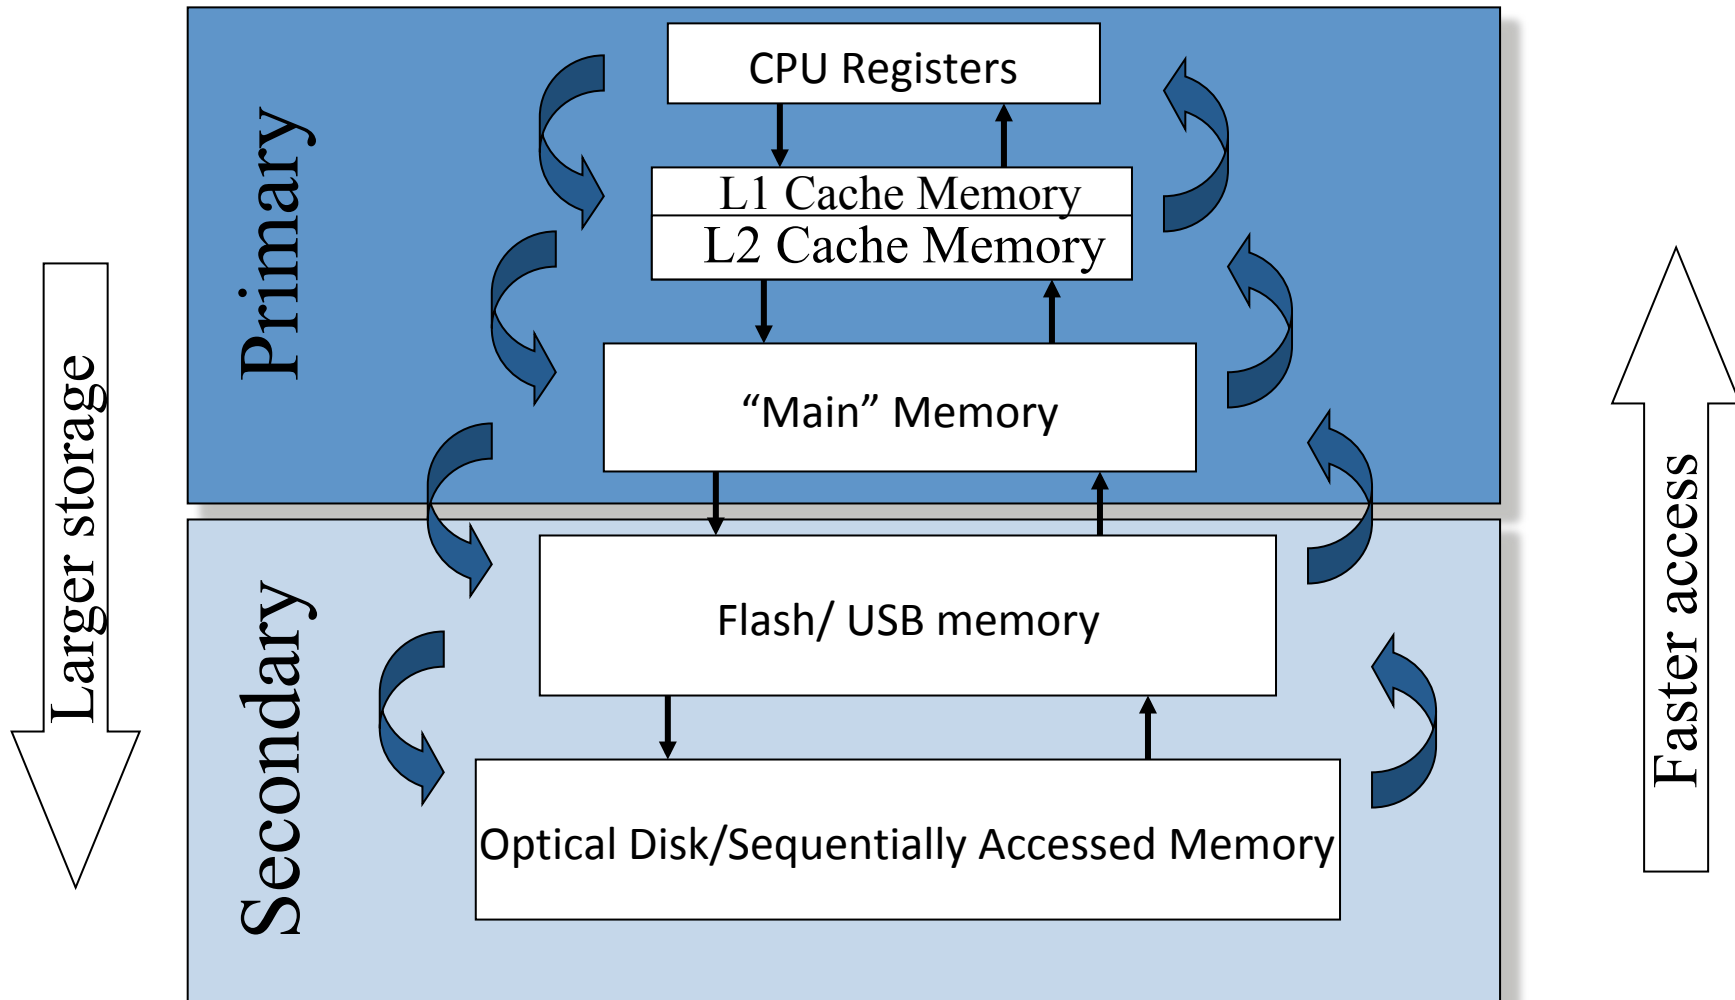 CPU Registers
L1 Cache Memory
L2 Cache Memory
“Main” Memory
Primary
Flash/ USB memory
Optical Disk/Sequentially Accessed Memory
Secondary
Larger storage
Faster access